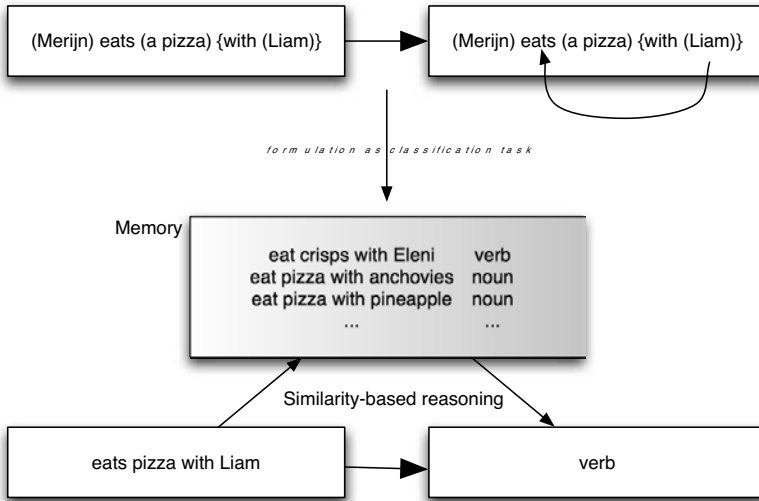 (Merijn) eats (a pizza) {with (Liam)}
(Merijn) eats (a pizza) {with (Liam)}
formulation as classification task
Memory
eat crisps with Eleni verb
eat pizza with anchovies noun
eat pizza with pineapple noun
... ...
Similarity-based reasoning
eats pizza with Liam
verb